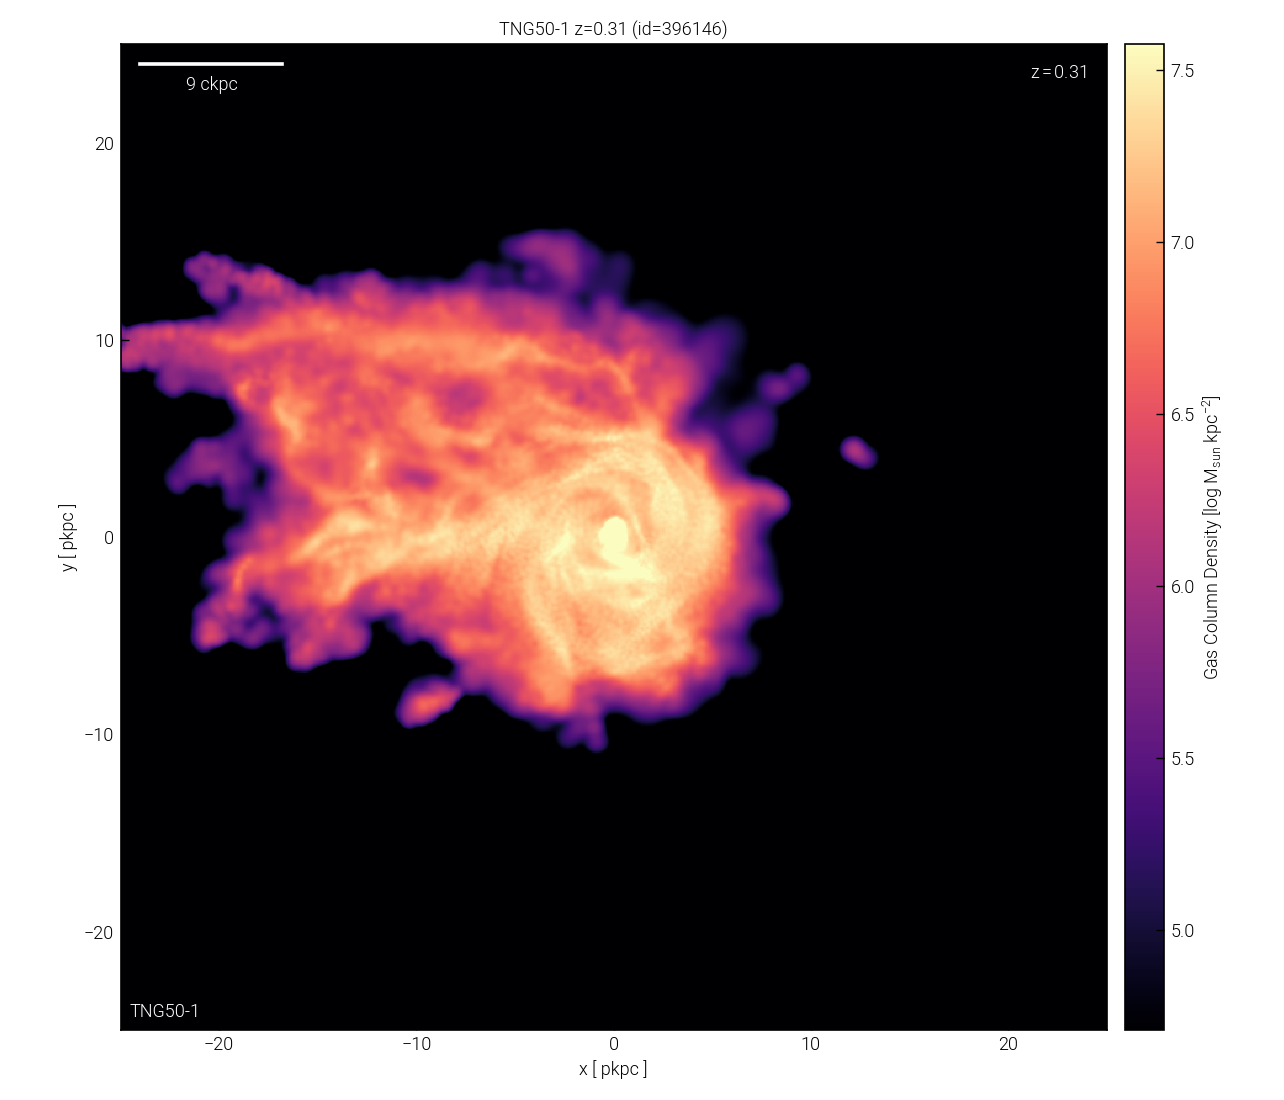 TNG50-1 z=0.31 (id=396146)
9 ckpc
z=0.31
20
10
0
−10
−20
y [ pkpc ]
TNG50-1
−20
−10
0
10
20
x [ pkpc ]
7.5
7.0
6.5
6.0
5.5
5.0
Gas Column Density [log M_sun kpc⁻²]